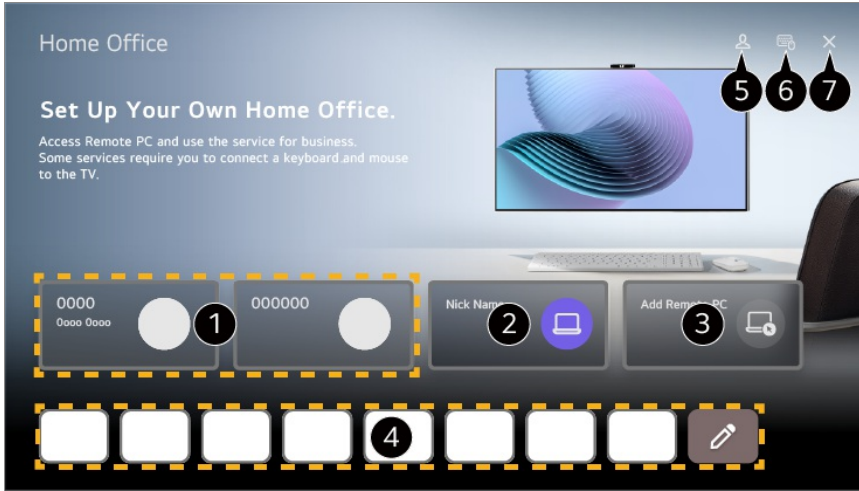 Home Office
5
6
7
Set Up Your Own Home Office.
Access Remote PC and use the service for business.
Some services require you to connect a keyboard.and mouse
to the TV.
0000
0ooo 0ooo
1
000000
Nick Name
2
Add Remote PC
3
4